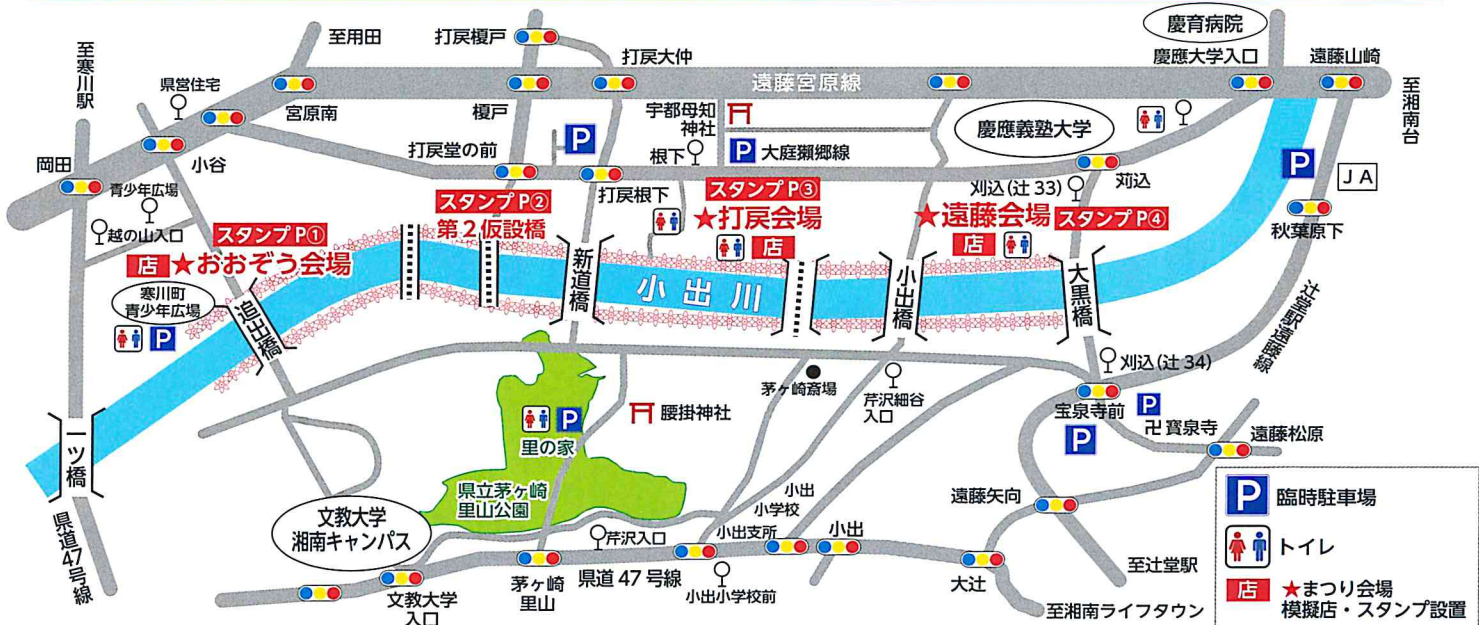 慶育病院
至用田
打戻榎戸
打戻大仲
慶應大学入口
遠藤山崎
至寒川駅
県営住宅
遠藤宮原線
至湘南台
宮原南
榎戸
宇都母知
神社
慶應義塾大学
岡田
小谷
打戻堂の前
P
根下
P 大庭獺郷線
P
青少年広場
打戻根下
刈込(辻33)
苅込
JA
スタンプP①
スタンプP②
スタンプP③
スタンプP④
越の山入口
第2仮設橋
★打戻会場
★遠藤会場
秋葉原下
店 ★おおぞう会場
店
店
寒川町
青少年広場
P
追出橋
新道橋
小出川
小出橋
大黒橋
辻堂駅遠藤線
刈込(辻34)
茅ヶ崎斎場
芹沢細谷
入口
宝泉寺前
P
P
卍寶泉寺
一ツ橋
P
里の家
腰掛神社
遠藤松原
県立茅ヶ崎
里山公園
小出
小学校
遠藤矢向
文教大学
湘南キャンパス
芹沢入口
小出支所
小出
県道47号線
文教大学
入口
茅ヶ崎
里山
県道47号線
小出小学校前
大辻
至辻堂駅
至湘南ライフタウン
P 臨時駐車場
トイレ
店 ★まつり会場
模擬店・スタンプ設置